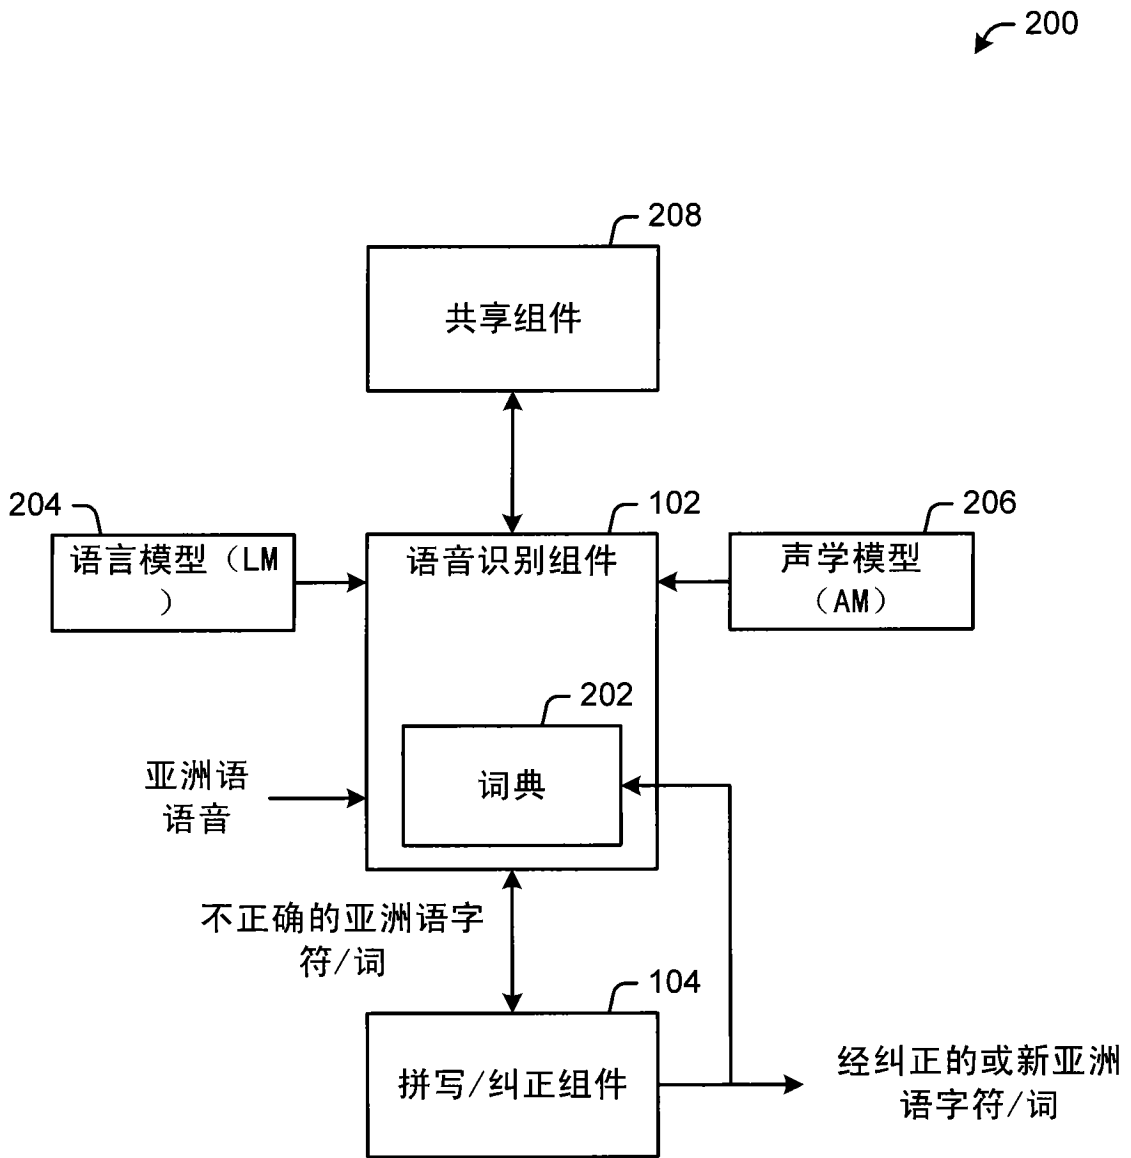 200
208
共享组件
204
102
206
语言模型（LM
）
语音识别组件
声学模型
（AM）
202
亚洲语
语音
词典
不正确的亚洲语字
符/词
104
拼写/纠正组件
经纠正的或新亚洲
语字符/词